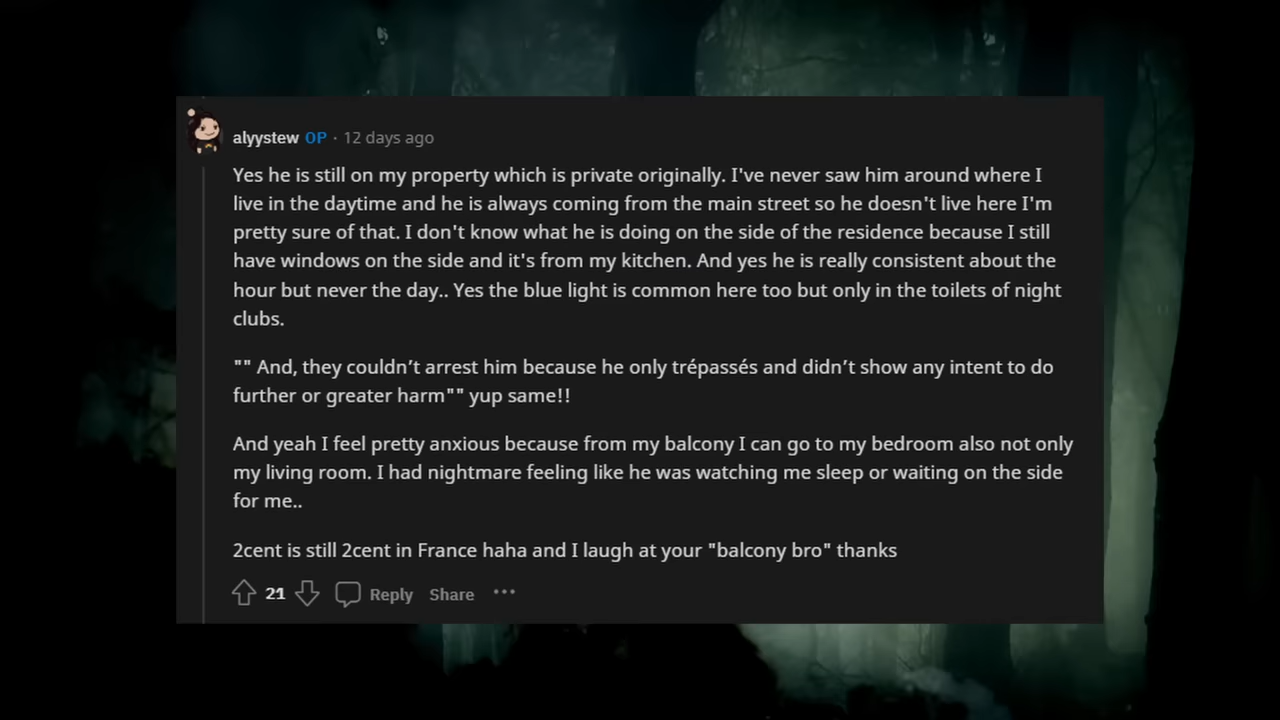 alyystew OP · 12 days ago
Yes he is still on my property which is private originally. I've never saw him around where I
live in the daytime and he is always coming from the main street so he doesn't live here I'm
pretty sure of that. I don't know what he is doing on the side of the residence because I still
have windows on the side and it's from my kitchen. And yes he is really consistent about the
hour but never the day.. Yes the blue light is common here too but only in the toilets of night
clubs.
"" And, they couldn’t arrest him because he only trépassés and didn’t show any intent to do
further or greater harm"" yup same!!
And yeah I feel pretty anxious because from my balcony I can go to my bedroom also not only
my living room. I had nightmare feeling like he was watching me sleep or waiting on the side
for me..
2cent is still 2cent in France haha and I laugh at your "balcony bro" thanks
21 Reply Share ···